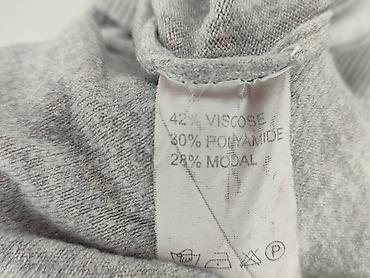 42% VISCOSE
30% POLYAMIDE
28% MODAL
P